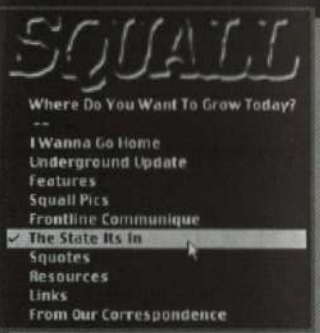 SQUALL
Where Do You Want To Grow Today?
--
I Wanna Go Home
Underground Update
Features
Squall Pics
Frontline Communique
✓ The State Its In
Squotes
Resources
Links
From Our Correspondence